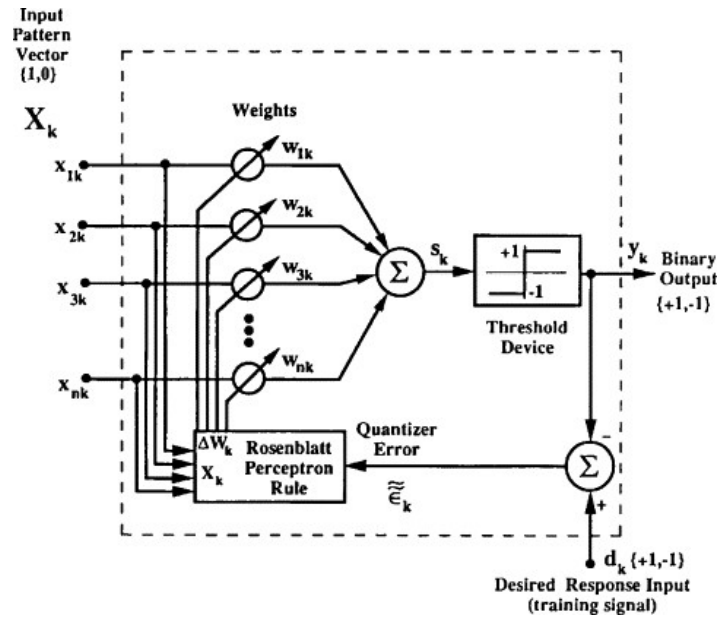 Input
Pattern
Vector
{1,0}
X_k
Weights
x_1k
w_1k
x_2k
w_2k
x_3k
w_3k
x_nk
w_nk
Σ
s_k
+1
-1
Threshold
Device
y_k
Binary
Output
{+1,-1}
ΔW_k
X_k
Rosenblatt
Perceptron
Rule
Quantizer
Error
ε̃̃_k
-
Σ
+
d_k {+1,-1}
Desired Response Input
(training signal)